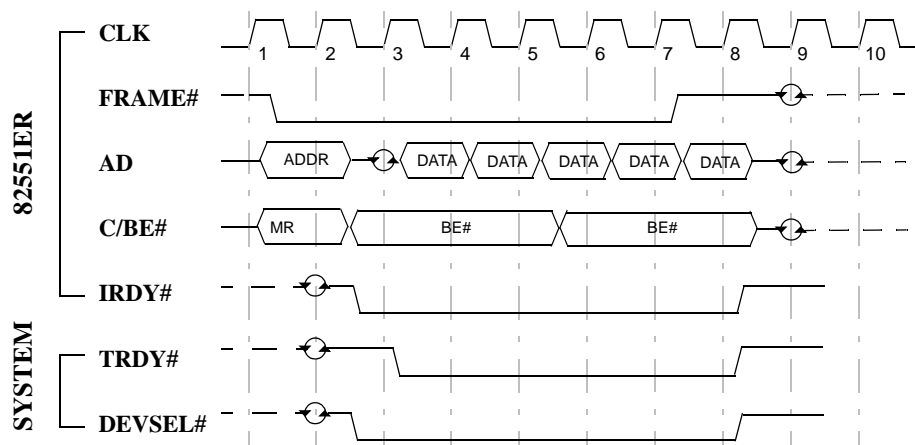 CLK
1 2 3 4 5 6 7 8 9 10
FRAME#
82551ER
AD
ADDR DATA DATA DATA DATA DATA
C/BE#
MR BE# BE#
IRDY#
SYSTEM
TRDY#
DEVSEL#